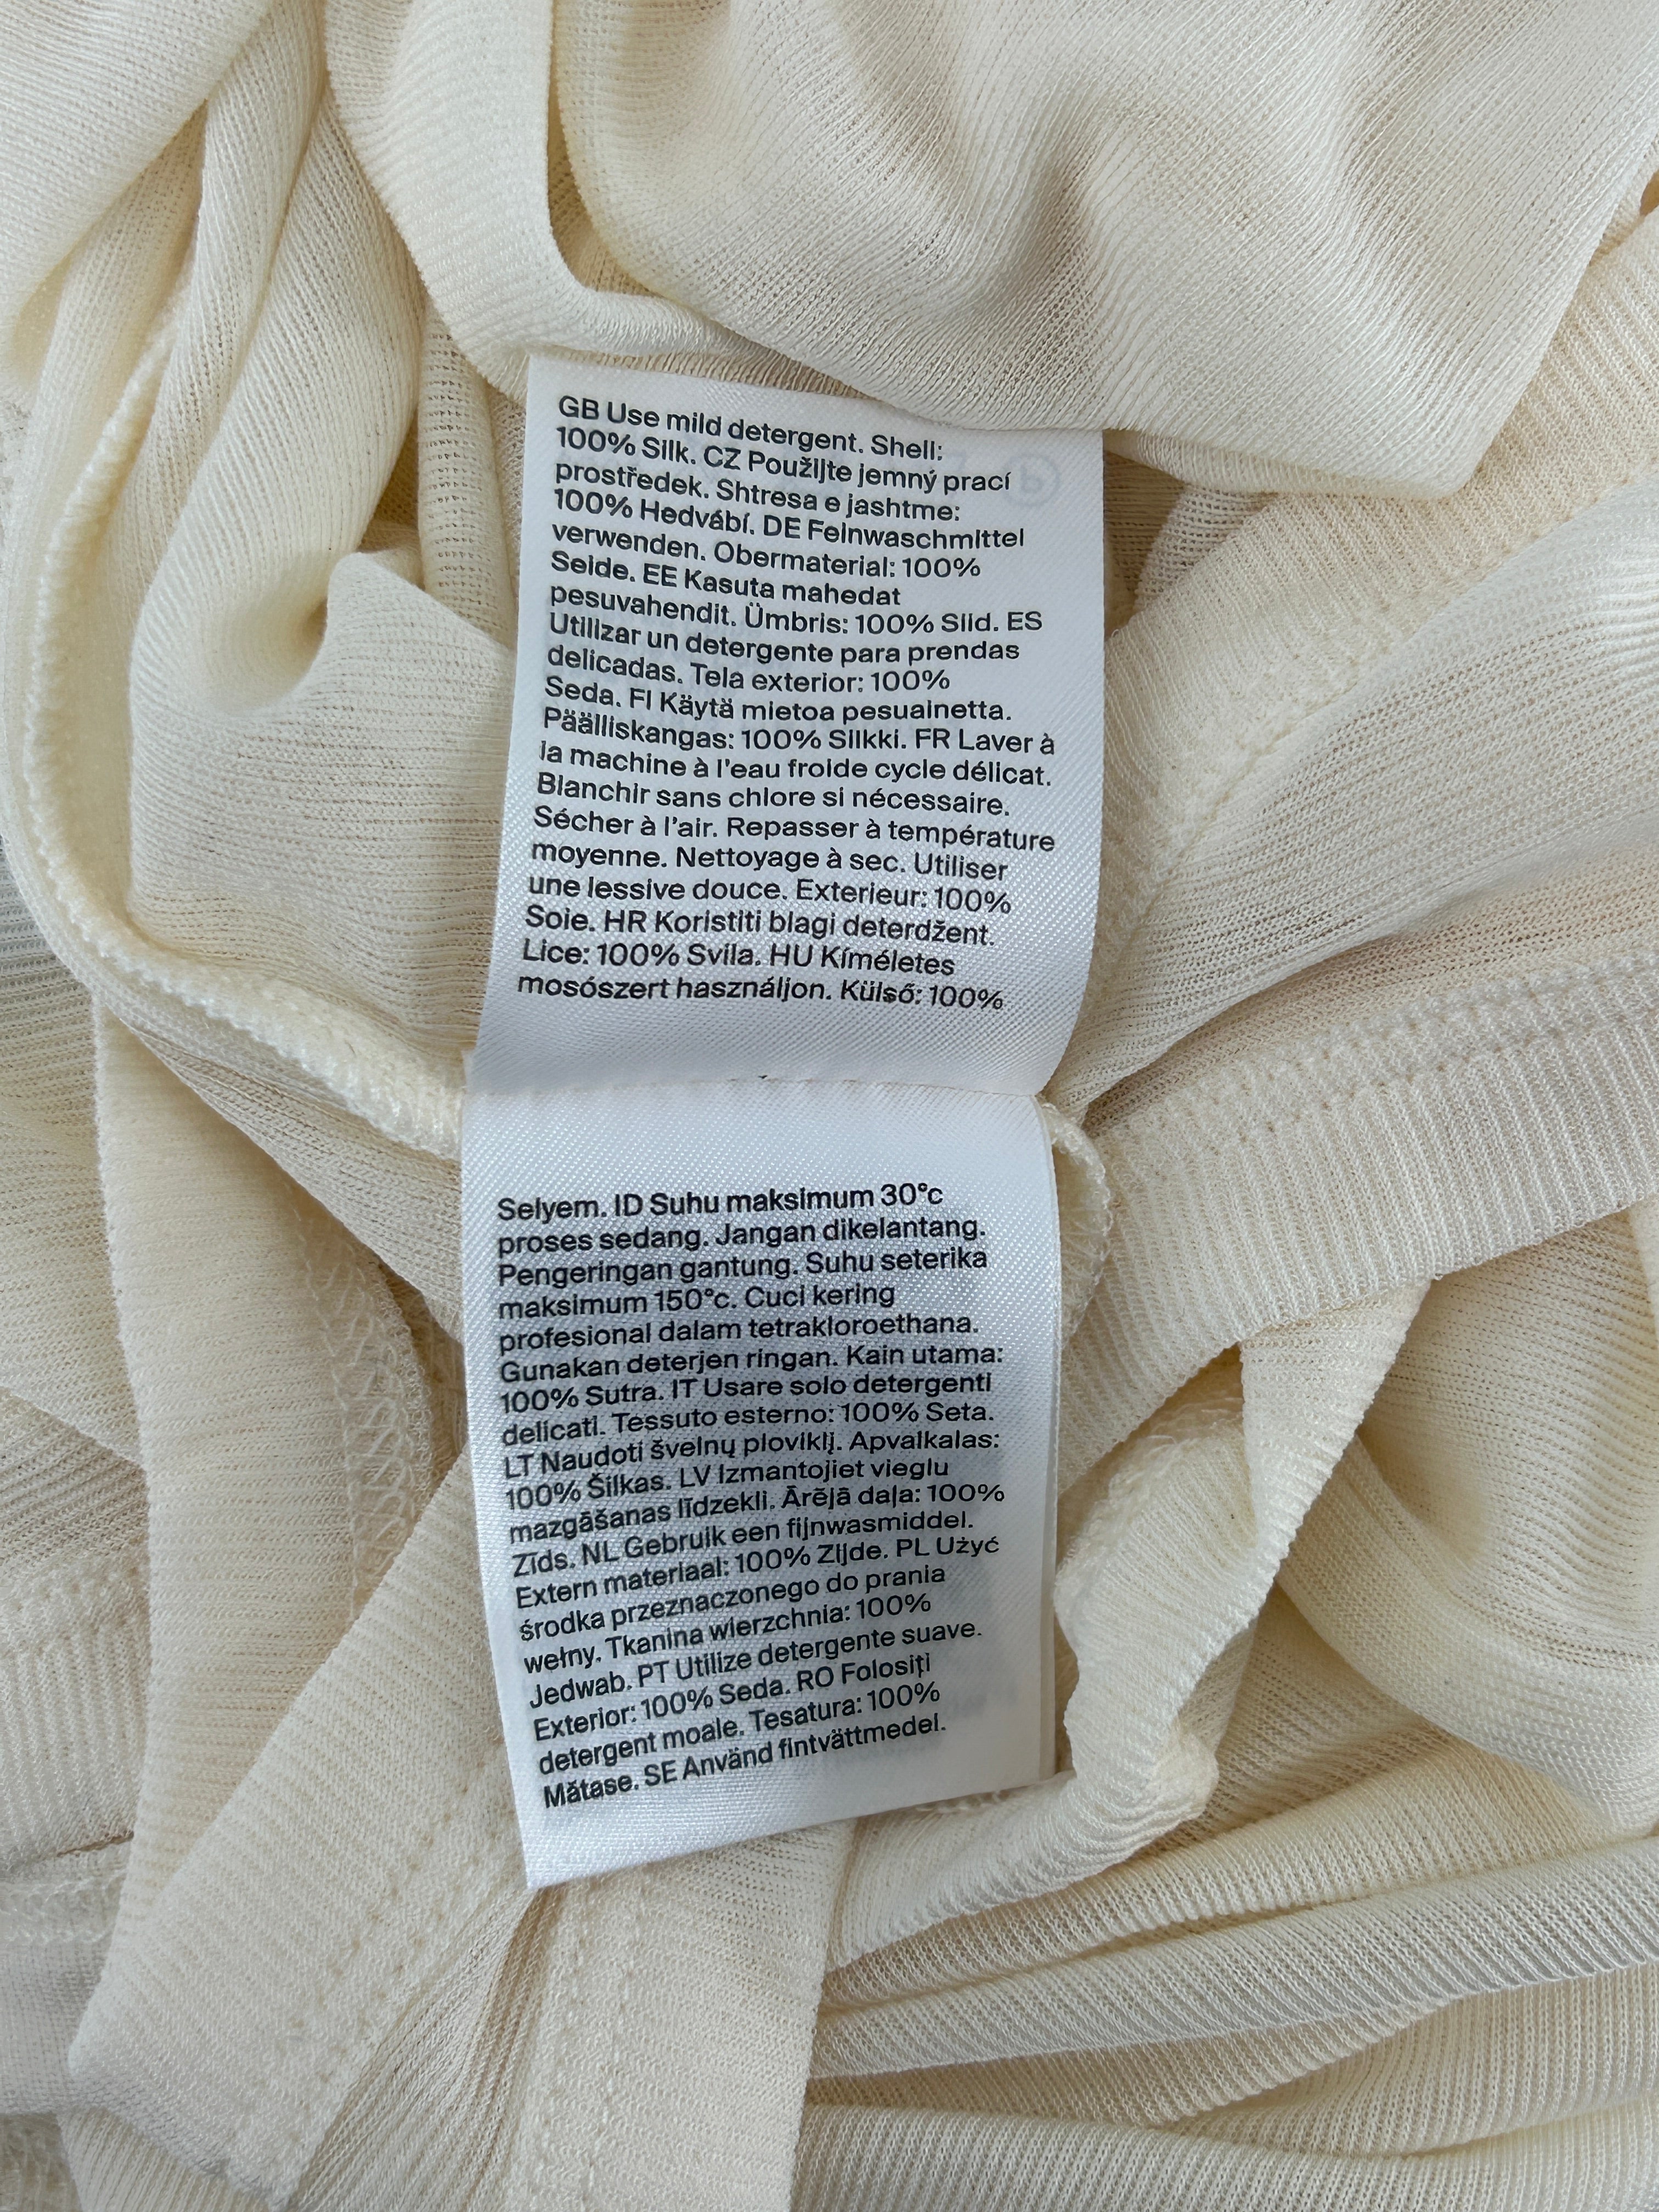 GB Use mild detergent. Shell:
100% Silk. CZ Použijte jemný prací
prostředek. Shtresa e jashtme:
100% Hedvábí. DE Feinwaschmittel
verwenden. Obermaterial: 100%
Seide. EE Kasuta mahedat
pesuvahendit. Ümbris: 100% Siid. ES
Utilizar un detergente para prendas
delicadas. Tela exterior: 100%
Seda. FI Käytä mietoa pesuainetta.
Päälliskangas: 100% Silkki. FR Laver à
la machine à l'eau froide cycle délicat.
Blanchir sans chlore si nécessaire.
Sécher à l'air. Repasser à température
moyenne. Nettoyage à sec. Utiliser
une lessive douce. Exterieur: 100%
Soie. HR Koristiti blagi deterdžent.
Lice: 100% Svila. HU Kíméletes
mosószert használjon. Külső: 100%
Selyem. ID Suhu maksimum 30°c
proses sedang. Jangan dikelantang.
Pengeringan gantung. Suhu seterika
maksimum 150°c. Cuci kering
profesional dalam tetrakloroethana.
Gunakan deterjen ringan. Kain utama:
100% Sutra. IT Usare solo detergenti
delicati. Tessuto esterno: 100% Seta.
LT Naudoti švelnų ploviklį. Apvalkalas:
100% Šilkas. LV Izmantojiet vieglu
mazgāšanas līdzekli. Ārējā daļa: 100%
Zīds. NL Gebruik een fijnwasmiddel.
Extern materiaal: 100% Zijde. PL Użyć
środka przeznaczonego do prania
wełny. Tkanina wierzchnia: 100%
Jedwab. PT Utilize detergente suave.
Exterior: 100% Seda. RO Folosiți
detergent moale. Tesatura: 100%
Mătase. SE Använd fintvättmedel.